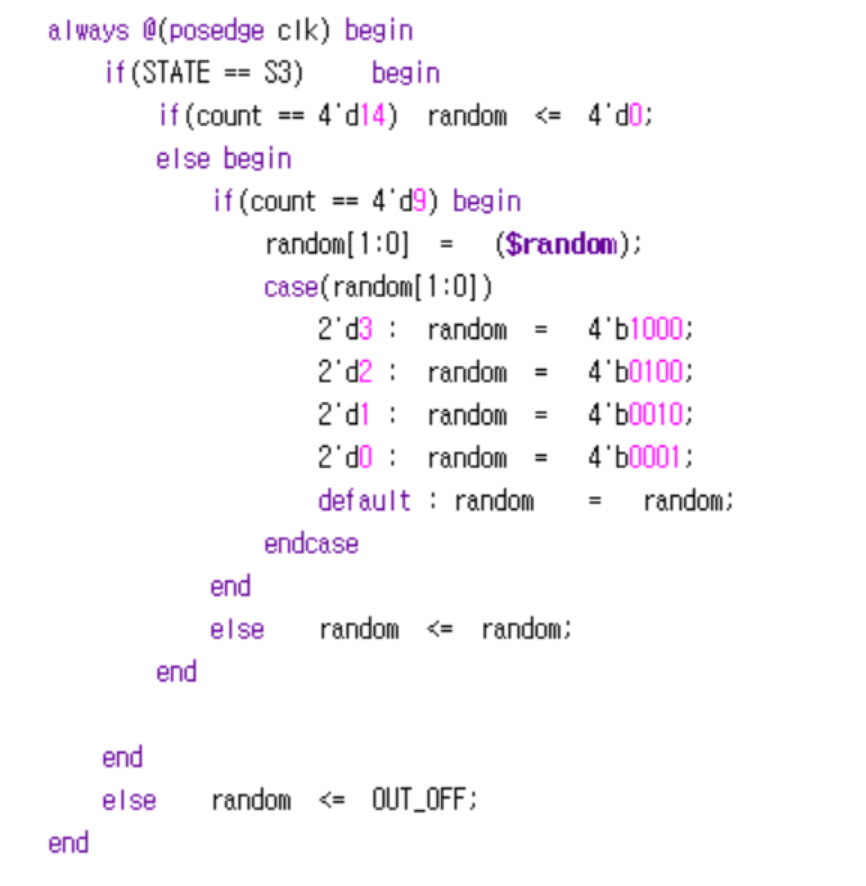 always @(posedge clk) begin
if(STATE == S3) begin
if(count == 4'd14) random <= 4'd0;
else begin
if(count == 4'd9) begin
random[1:0] = ($random);
case(random[1:0])
2'd3 : random = 4'b1000;
2'd2 : random = 4'b0100;
2'd1 : random = 4'b0010;
2'd0 : random = 4'b0001;
default : random = random;
endcase
end
else random <= random;
end
end
else random <= OUT_OFF;
end